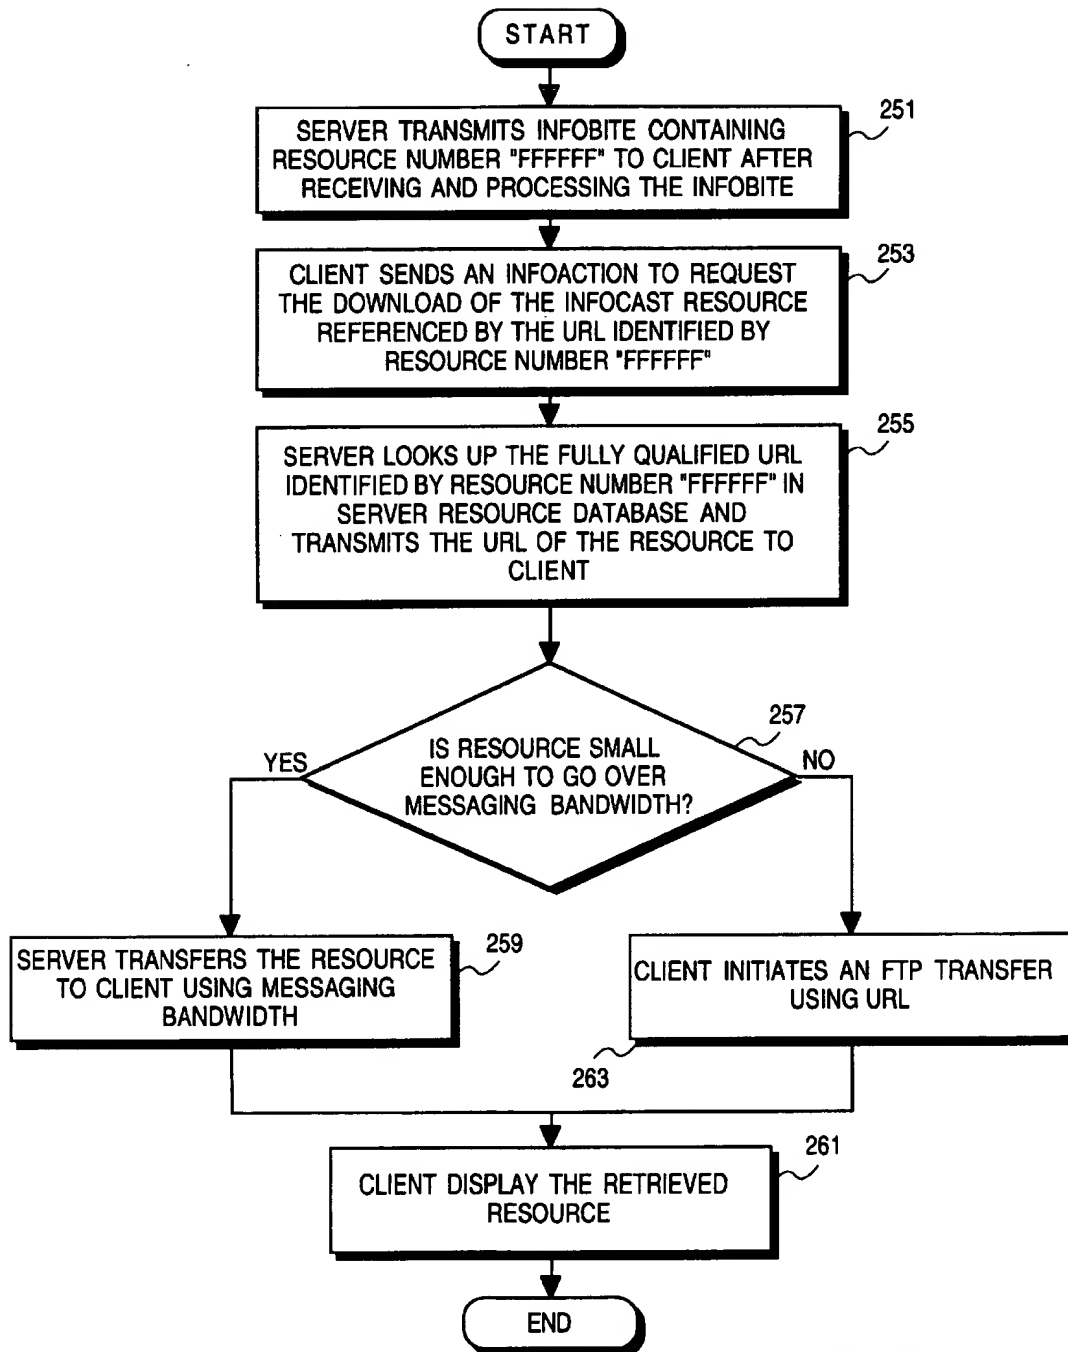 START
251
SERVER TRANSMITS INFOBITE CONTAINING
RESOURCE NUMBER "FFFFFF" TO CLIENT AFTER
RECEIVING AND PROCESSING THE INFOBITE
253
CLIENT SENDS AN INFOACTION TO REQUEST
THE DOWNLOAD OF THE INFOCAST RESOURCE
REFERENCED BY THE URL IDENTIFIED BY
RESOURCE NUMBER "FFFFFF"
255
SERVER LOOKS UP THE FULLY QUALIFIED URL
IDENTIFIED BY RESOURCE NUMBER "FFFFFF" IN
SERVER RESOURCE DATABASE AND
TRANSMITS THE URL OF THE RESOURCE TO
CLIENT
257
IS RESOURCE SMALL
ENOUGH TO GO OVER
MESSAGING BANDWIDTH?
YES
NO
259
SERVER TRANSFERS THE RESOURCE
TO CLIENT USING MESSAGING
BANDWIDTH
CLIENT INITIATES AN FTP TRANSFER
USING URL
263
261
CLIENT DISPLAY THE RETRIEVED
RESOURCE
END